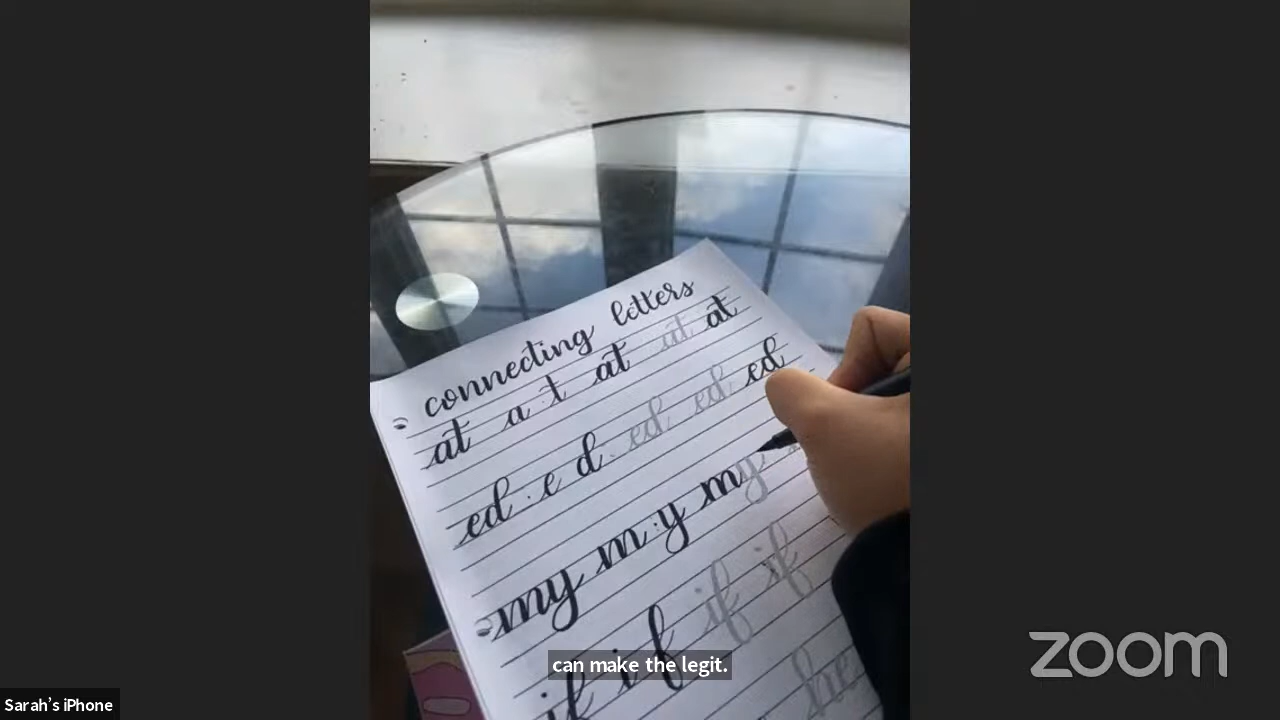 connecting letters
at a t at at at
ed e d ed ed ed
my m y my
if i f if if
he
can make the legit.
zoom
Sarah's iPhone